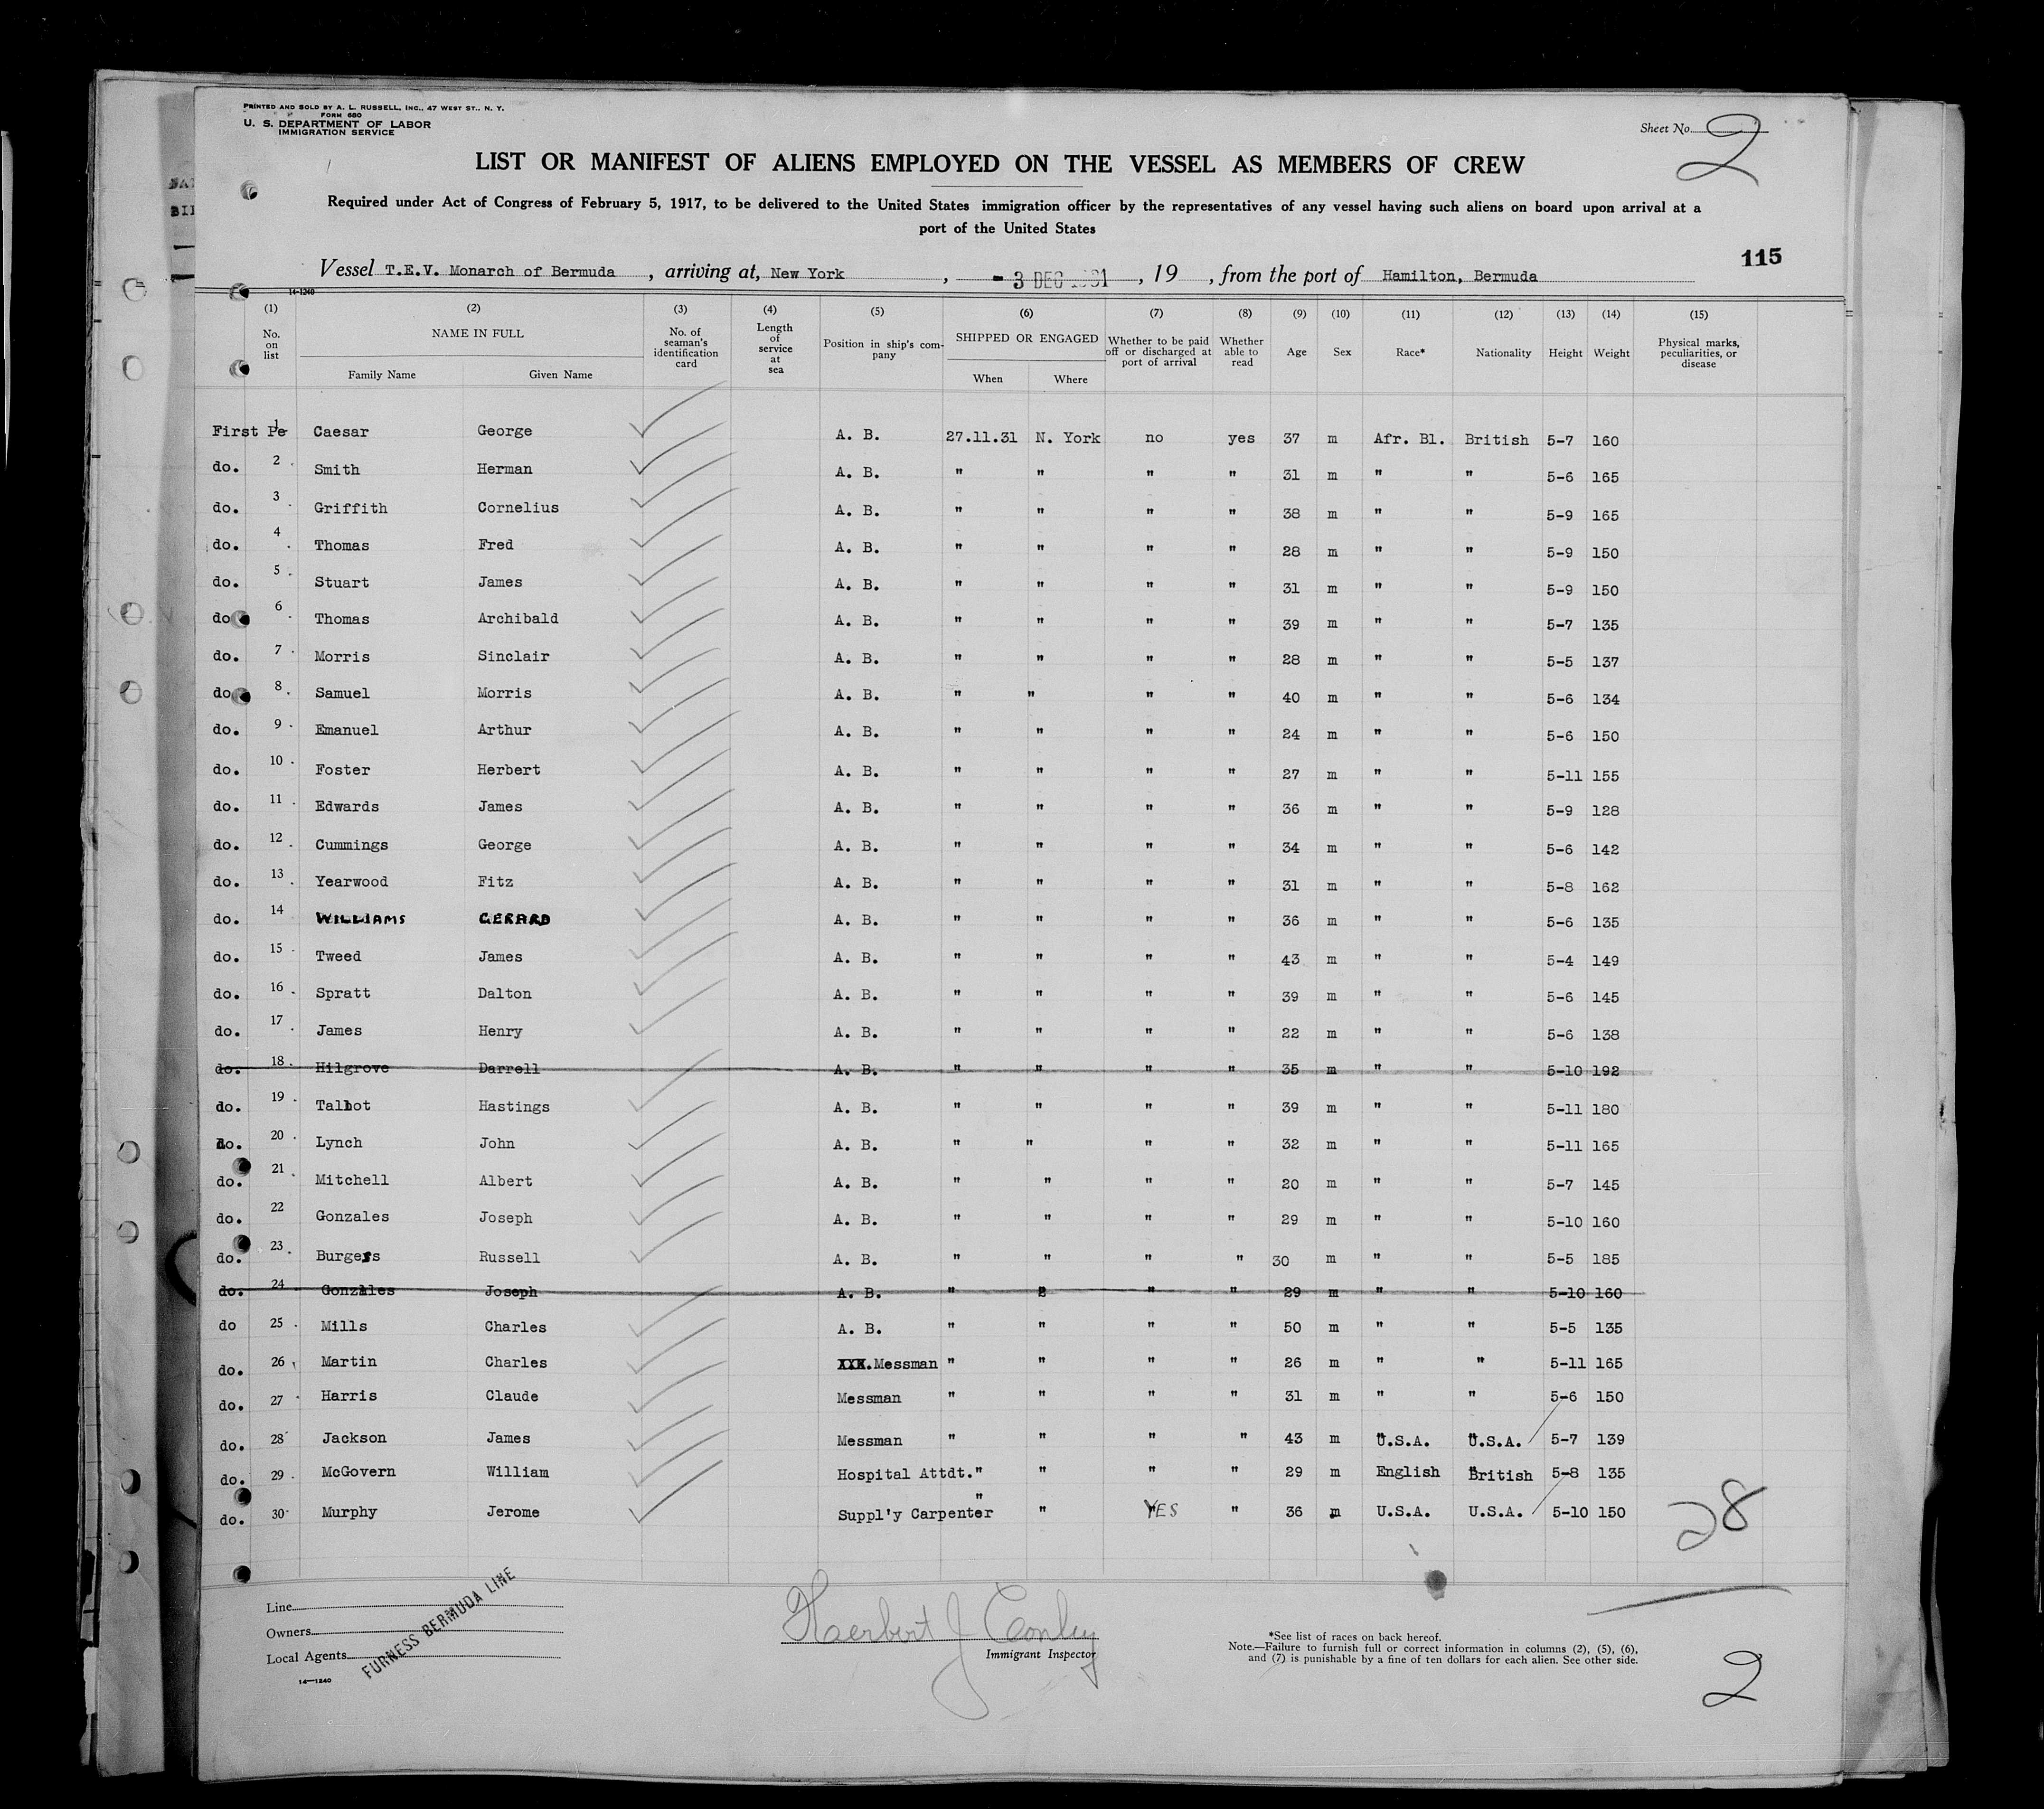 PRINTED AND SOLD BY A. L. RUSSELL, INC., 47 WEST ST., N. Y.
FORM 680
U. S. DEPARTMENT OF LABOR
IMMIGRATION SERVICE
Sheet No. 2
LIST OR MANIFEST OF ALIENS EMPLOYED ON THE VESSEL AS MEMBERS OF CREW
Required under Act of Congress of February 5, 1917, to be delivered to the United States immigration officer by the representatives of any vessel having such aliens on board upon arrival at a
port of the United States
115
Vessel T.E.V. Monarch of Bermuda, arriving at, New York, - 3 DEC 1931, 19 , from the port of Hamilton, Bermuda
14-1240
(1) No. on list (2) NAME IN FULL Family Name Given Name (3) No. of seaman's identification card (4) Length of service at sea (5) Position in ship's company (6) SHIPPED OR ENGAGED When Where (7) Whether to be paid off or discharged at port of arrival (8) Whether able to read (9) Age (10) Sex (11) Race* (12) Nationality (13) Height (14) Weight (15) Physical marks, peculiarities, or disease
First Pe 1 Caesar George A. B. 27.11.31 N. York no yes 37 m Afr. Bl. British 5-7 160
do. 2 Smith Herman A. B. " " " " 31 m " " 5-6 165
do. 3 Griffith Cornelius A. B. " " " " 38 m " " 5-9 165
do. 4 Thomas Fred A. B. " " " " 28 m " " 5-9 150
do. 5 Stuart James A. B. " " " " 31 m " " 5-9 150
do. 6 Thomas Archibald A. B. " " " " 39 m " " 5-7 135
do. 7 Morris Sinclair A. B. " " " " 28 m " " 5-5 137
do. 8 Samuel Morris A. B. " " " " 40 m " " 5-6 134
do. 9 Emanuel Arthur A. B. " " " " 24 m " " 5-6 150
do. 10 Foster Herbert A. B. " " " " 27 m " " 5-11 155
do. 11 Edwards James A. B. " " " " 36 m " " 5-9 128
do. 12 Cummings George A. B. " " " " 34 m " " 5-6 142
do. 13 Yearwood Fitz A. B. " " " " 31 m " " 5-8 162
do. 14 WILLIAMS GERARD A. B. " " " " 36 m " " 5-6 135
do. 15 Tweed James A. B. " " " " 43 m " " 5-4 149
do. 16 Spratt Dalton A. B. " " " " 39 m " " 5-6 145
do. 17 James Henry A. B. " " " " 22 m " " 5-6 138
do. 18 Hilgrove Darrell A. B. " " " " 35 m " " 5-10 192
do. 19 Talbot Hastings A. B. " " " " 39 m " " 5-11 180
do. 20 Lynch John A. B. " " " " 32 m " " 5-11 165
do. 21 Mitchell Albert A. B. " " " " 20 m " " 5-7 145
do. 22 Gonzales Joseph A. B. " " " " 29 m " " 5-10 160
do. 23 Burgess Russell A. B. " " " " 30 m " " 5-5 185
do. 24 Gonzales Joseph A. B. " " " " 29 m " " 5-10 160
do 25 Mills Charles A. B. " " " " 50 m " " 5-5 135
do. 26 Martin Charles Messman " " " " 26 m " " 5-11 165
do. 27 Harris Claude Messman " " " " 31 m " " 5-6 150
do. 28 Jackson James Messman " " " " 43 m U.S.A. U.S.A. 5-7 139
do. 29 McGovern William Hospital Attdt. " " " " 29 m English British 5-8 135
do. 30 Murphy Jerome Suppl'y Carpenter " " YES " 36 m U.S.A. U.S.A. 5-10 150
28
Line
Owners
Local Agents
FURNESS BERMUDA LINE
14—1240
Herbert J Conley
Immigrant Inspector
*See list of races on back hereof.
Note.—Failure to furnish full or correct information in columns (2), (5), (6),
and (7) is punishable by a fine of ten dollars for each alien. See other side.
2